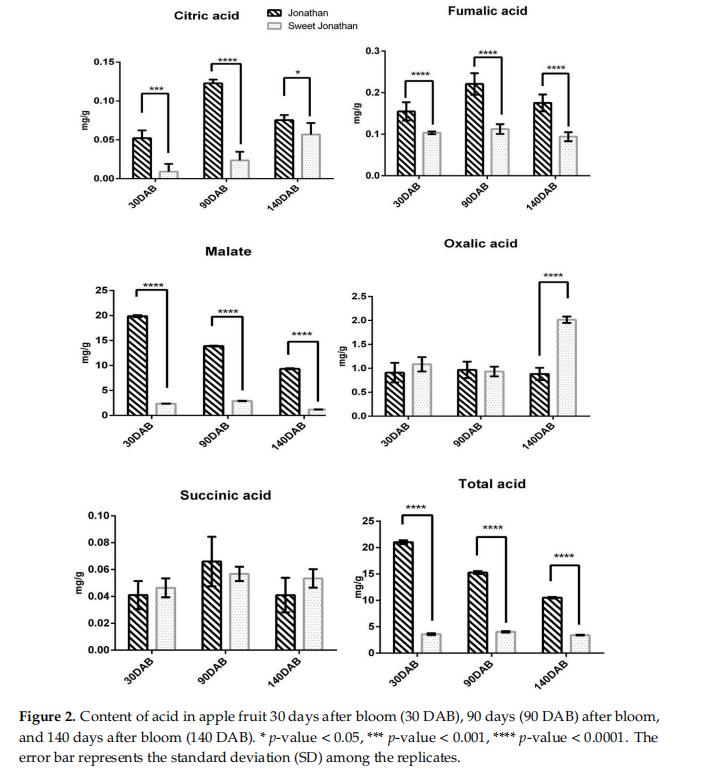 Citric acid
Jonathan
Sweet Jonathan
Fumalic acid
0.15
0.10
0.05
0.00
mg/g
***
****
*
30DAB
90DAB
140DAB
0.3
0.2
0.1
0.0
mg/g
****
****
****
30DAB
90DAB
140DAB
Malate
Oxalic acid
25
20
15
10
5
0
mg/g
****
****
****
30DAB
90DAB
140DAB
2.5
2.0
1.5
1.0
0.5
0.0
mg/g
****
30DAB
90DAB
140DAB
Succinic acid
Total acid
0.10
0.08
0.06
0.04
0.02
0.00
mg/g
30DAB
90DAB
140DAB
25
20
15
10
5
0
mg/g
****
****
****
30DAB
90DAB
140DAB
Figure 2. Content of acid in apple fruit 30 days after bloom (30 DAB), 90 days (90 DAB) after bloom,
and 140 days after bloom (140 DAB). * p-value < 0.05, *** p-value < 0.001, **** p-value < 0.0001. The
error bar represents the standard deviation (SD) among the replicates.